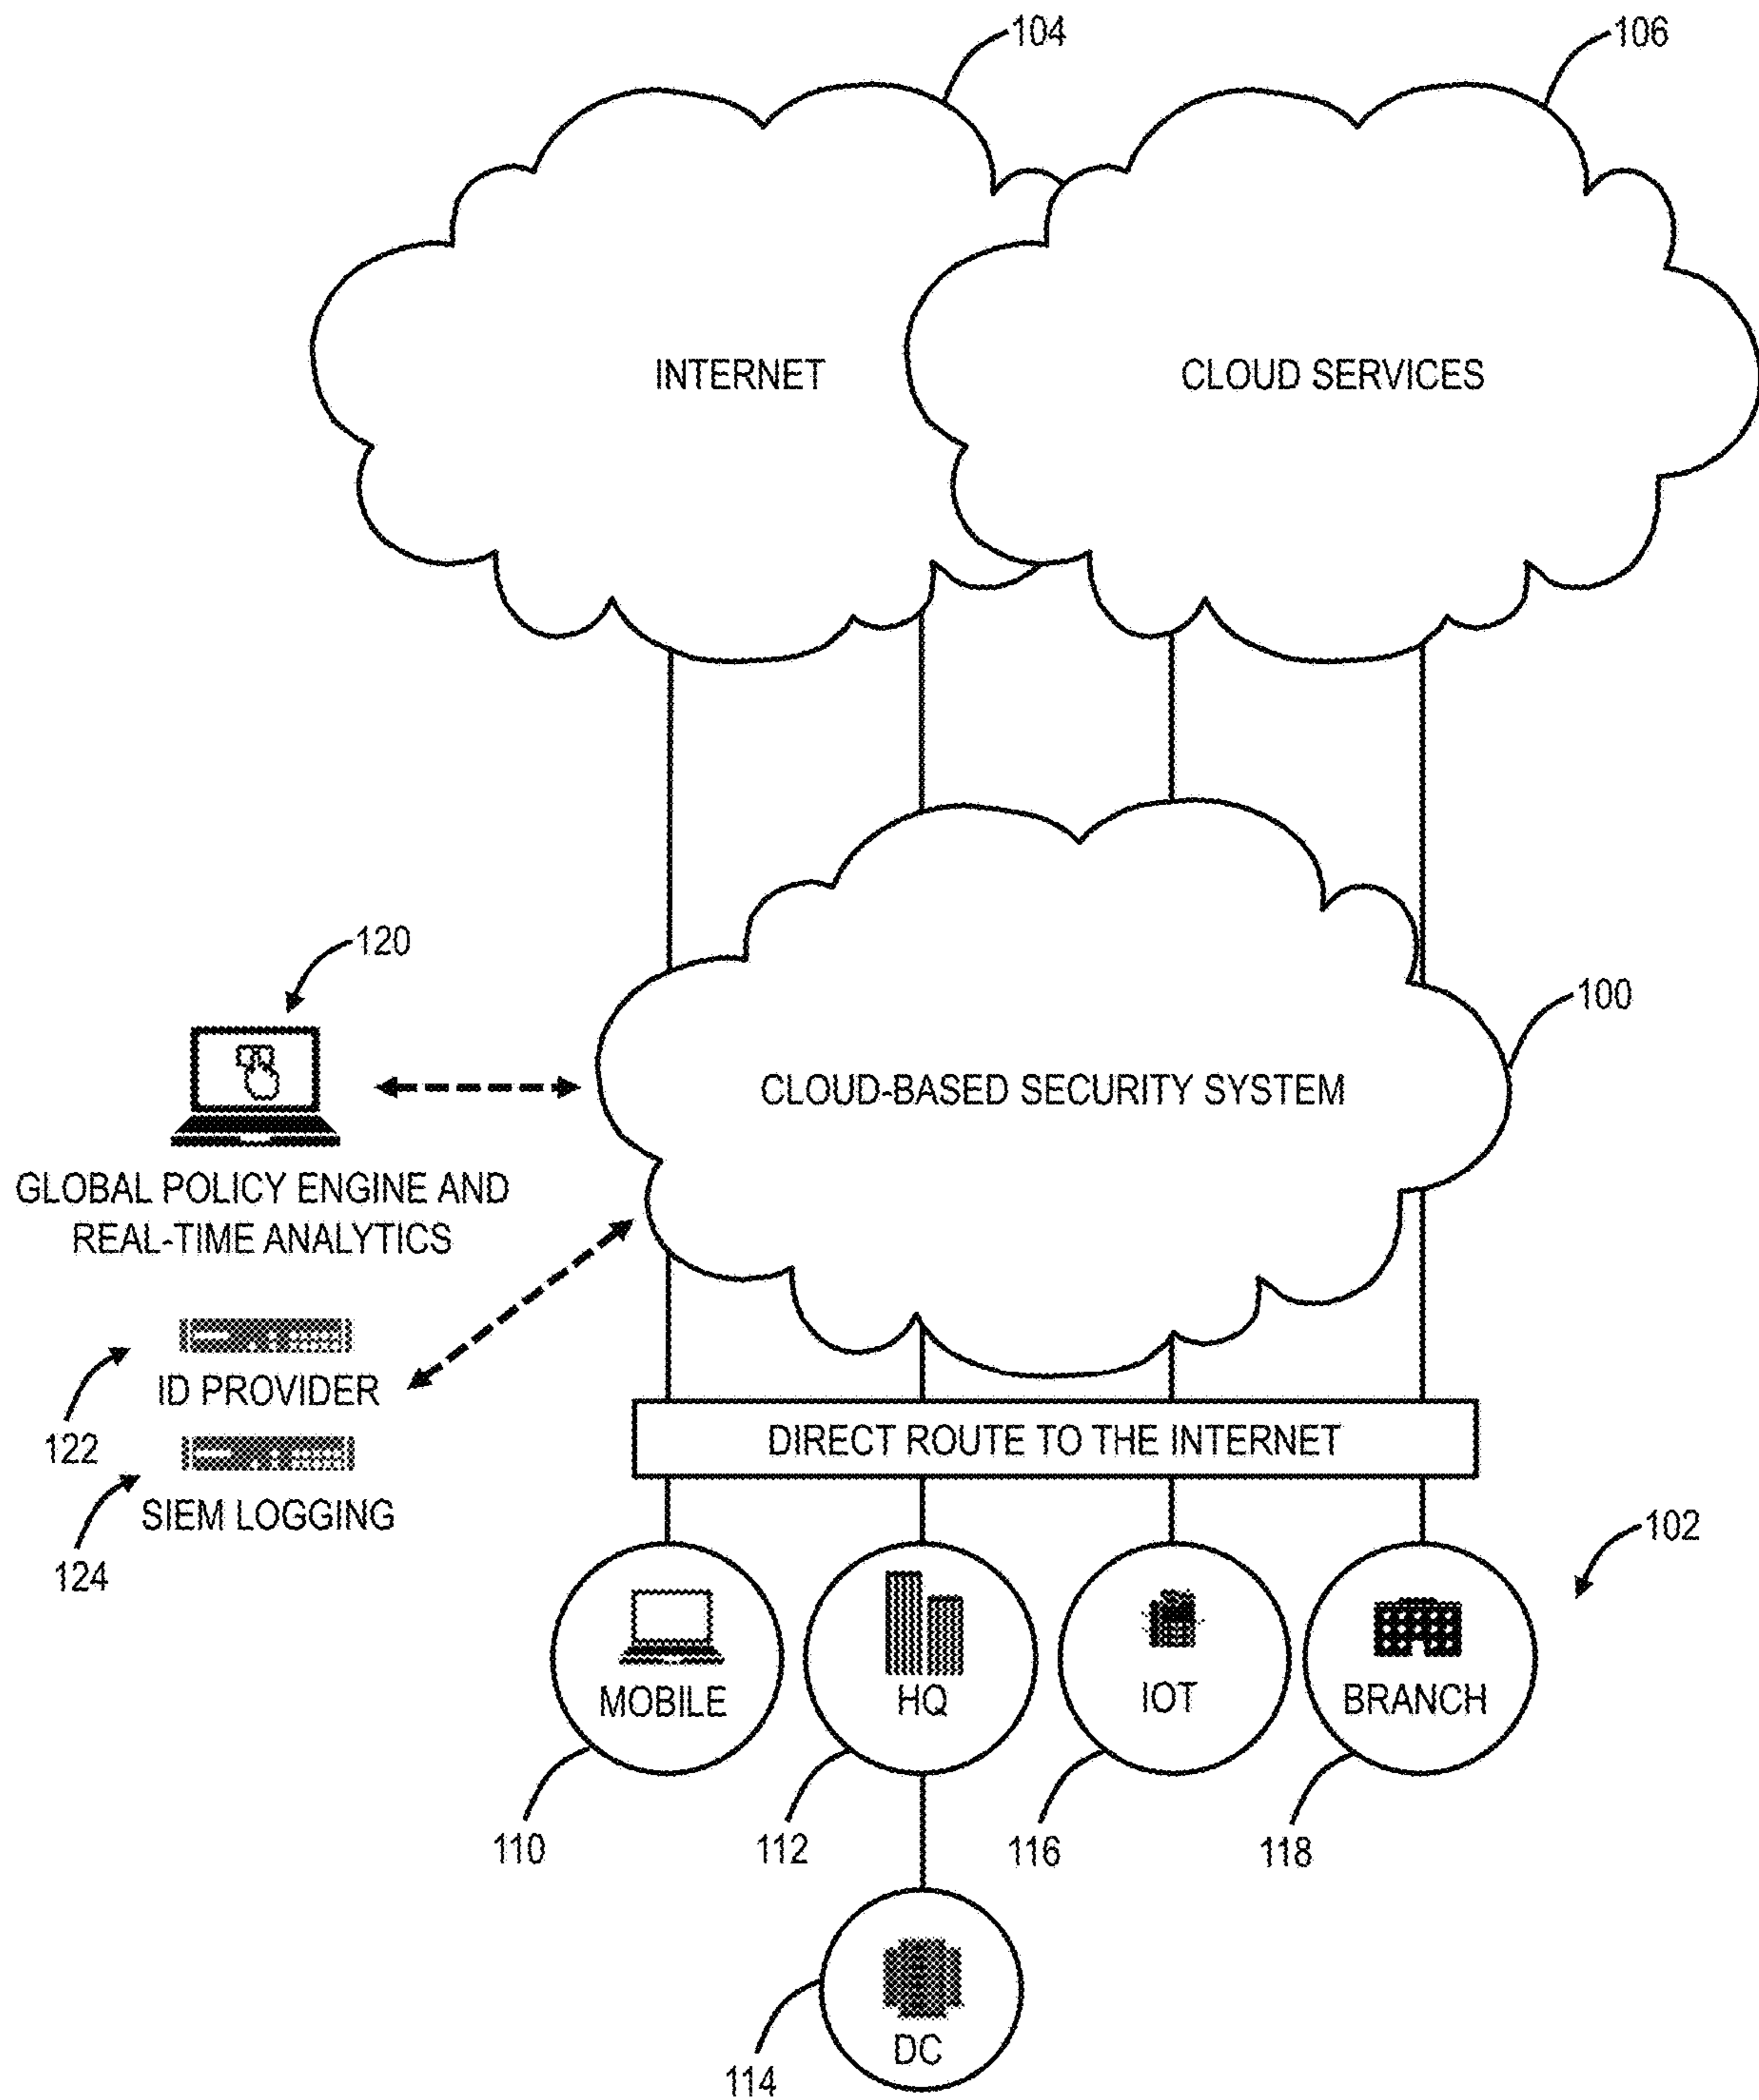 104
106
INTERNET
CLOUD SERVICES
120
100
CLOUD-BASED SECURITY SYSTEM
GLOBAL POLICY ENGINE AND
REAL-TIME ANALYTICS
ID PROVIDER
122
DIRECT ROUTE TO THE INTERNET
SIEM LOGGING
124
102
MOBILE
HQ
IOT
BRANCH
110
112
116
118
DC
114